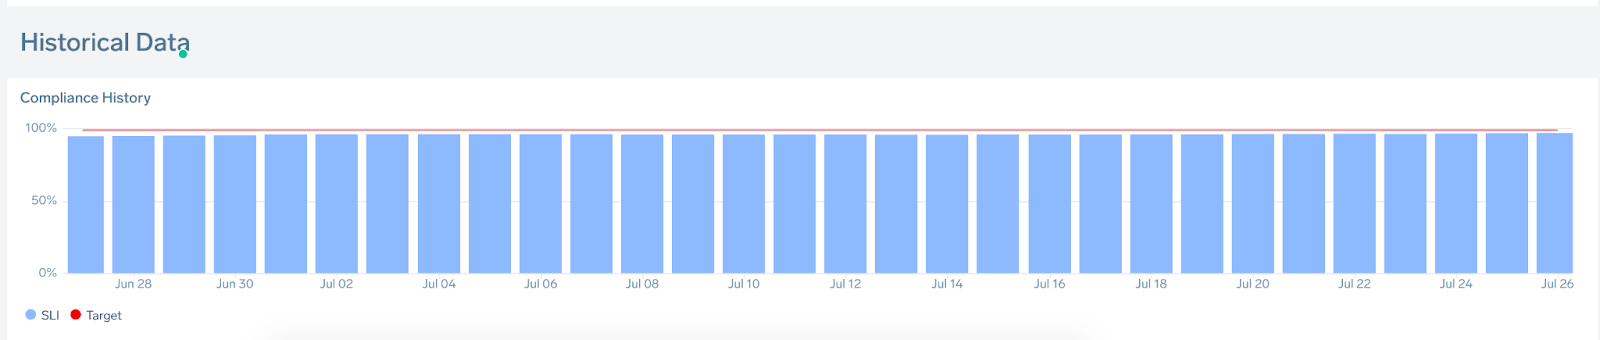 Historical Data
Compliance History
100%
50%
0%
Jun 28 Jun 30 Jul 02 Jul 04 Jul 06 Jul 08 Jul 10 Jul 12 Jul 14 Jul 16 Jul 18 Jul 20 Jul 22 Jul 24 Jul 26
SLI Target